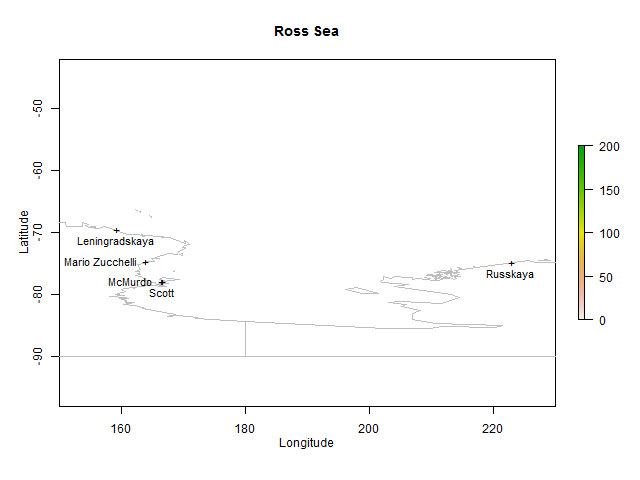 Ross Sea
-50
-60
-70
-80
-90
Latitude
Leningradskaya
Mario Zucchelli
McMurdo
Scott
Russkaya
160
180
200
220
Longitude
200
150
100
50
0